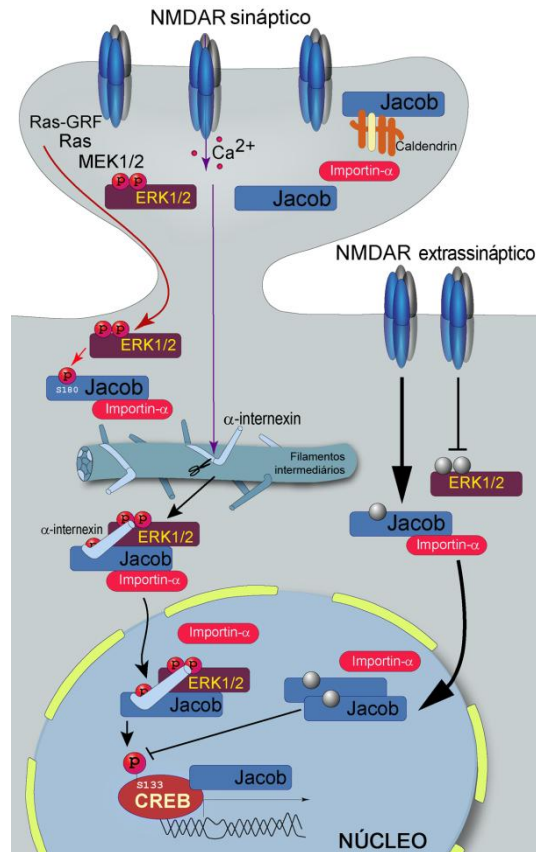 NMDAR sináptico
Jacob
Caldendrin
Importin-α
Ras-GRF
Ras
MEK1/2
P P
ERK1/2
Ca2+
Jacob
NMDAR extrassináptico
P P
ERK1/2
P
S180 Jacob
Importin-α
α-internexin
Filamentos
intermediários
ERK1/2
Jacob
Importin-α
α-internexin
P P
P
ERK1/2
Jacob
Importin-α
Importin-α
P P
P
ERK1/2
Jacob
Importin-α
Jacob
P
S133
CREB
Jacob
NÚCLEO